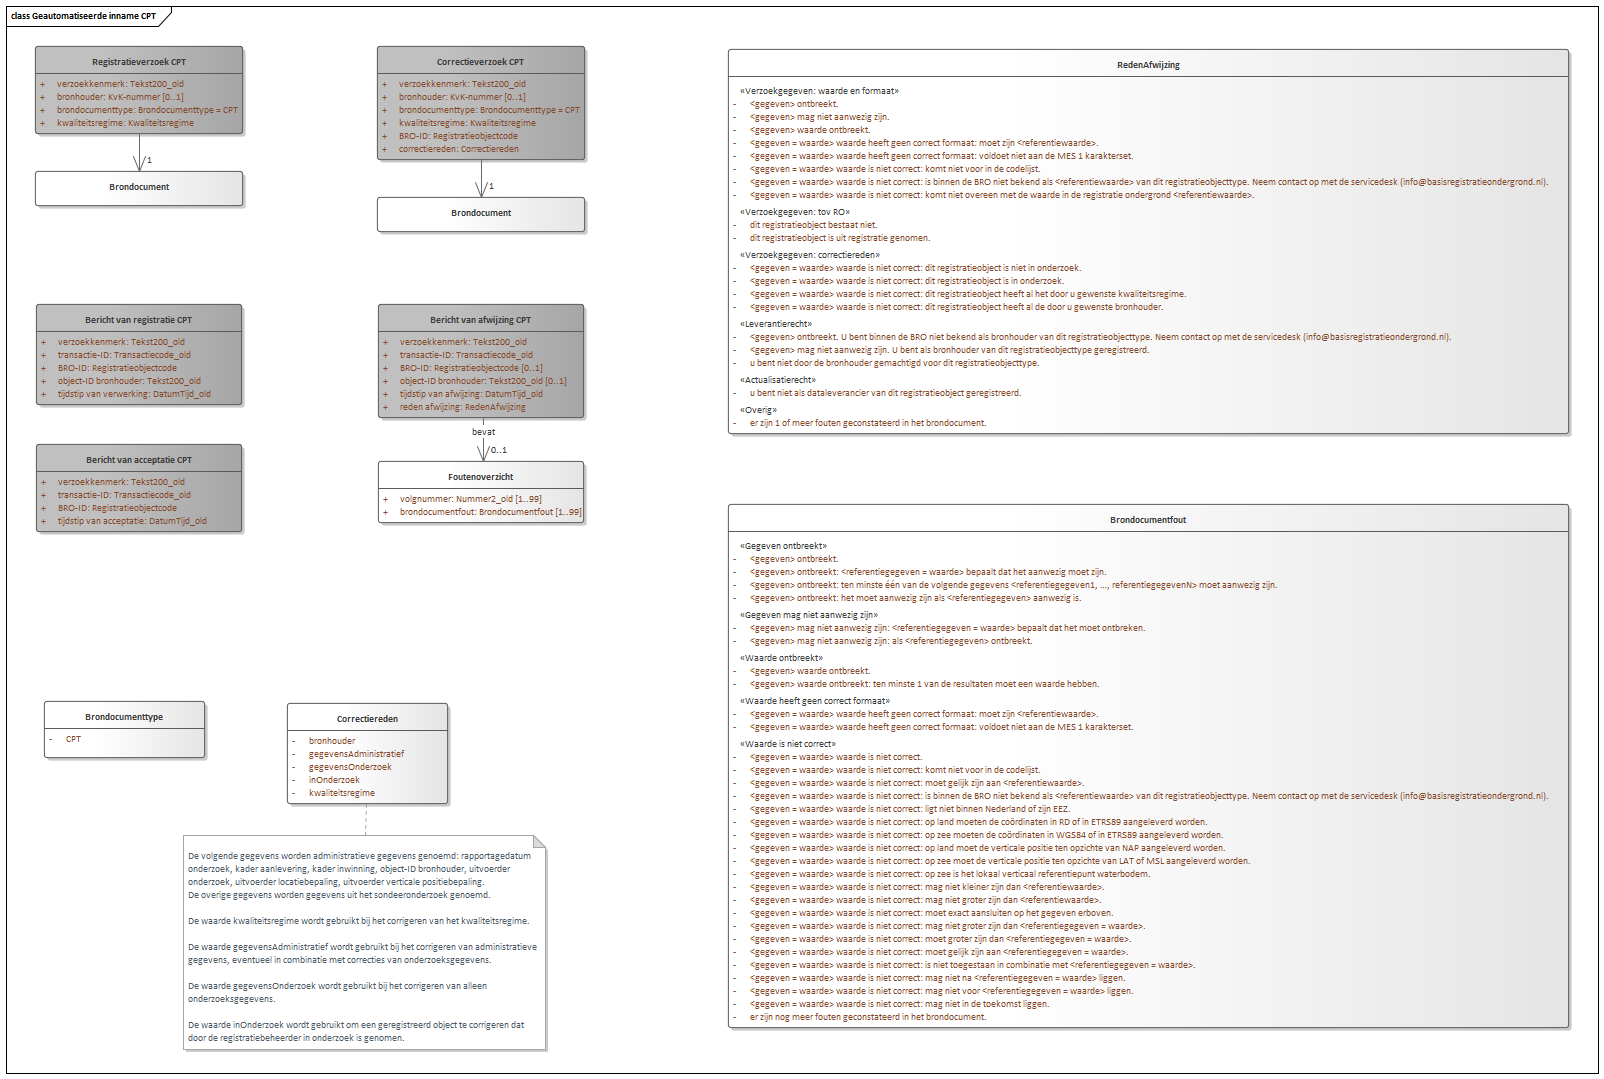 class Geautomatiseerde inname CPT
Registratieverzoek CPT
+ verzoekkenmerk: Tekst200_old
+ bronhouder: KvK-nummer [0..1]
+ brondocumenttype: Brondocumenttype = CPT
+ kwaliteitsregime: Kwaliteitsregime
1
Brondocument
Correctieverzoek CPT
+ verzoekkenmerk: Tekst200_old
+ bronhouder: KvK-nummer [0..1]
+ brondocumenttype: Brondocumenttype = CPT
+ kwaliteitsregime: Kwaliteitsregime
+ BRO-ID: Registratieobjectcode
+ correctiereden: Correctiereden
1
Brondocument
Bericht van registratie CPT
+ verzoekkenmerk: Tekst200_old
+ transactie-ID: Transactiecode_old
+ BRO-ID: Registratieobjectcode
+ object-ID bronhouder: Tekst200_old
+ tijdstip van verwerking: DatumTijd_old
Bericht van afwijzing CPT
+ verzoekkenmerk: Tekst200_old
+ transactie-ID: Transactiecode_old
+ BRO-ID: Registratieobjectcode [0..1]
+ object-ID bronhouder: Tekst200_old [0..1]
+ tijdstip van afwijzing: DatumTijd_old
+ reden afwijzing: RedenAfwijzing
bevat
0..1
Foutenoverzicht
+ volgnummer: Nummer2_old [1..99]
+ brondocumentfout: Brondocumentfout [1..99]
Bericht van acceptatie CPT
+ verzoekkenmerk: Tekst200_old
+ transactie-ID: Transactiecode_old
+ BRO-ID: Registratieobjectcode
+ tijdstip van acceptatie: DatumTijd_old
Brondocumenttype
- CPT
Correctiereden
- bronhouder
- gegevensAdministratief
- gegevensOnderzoek
- inOnderzoek
- kwaliteitsregime
De volgende gegevens worden administratieve gegevens genoemd: rapportagedatum
onderzoek, kader aanlevering, kader inwinning, object-ID bronhouder, uitvoerder
onderzoek, uitvoerder locatiebepaling, uitvoerder verticale positiebepaling.
De overige gegevens worden gegevens uit het sondeeronderzoek genoemd.
De waarde kwaliteitsregime wordt gebruikt bij het corrigeren van het kwaliteitsregime.
De waarde gegevensAdministratief wordt gebruikt bij het corrigeren van administratieve
gegevens, eventueel in combinatie met correcties van onderzoeksgegevens.
De waarde gegevensOnderzoek wordt gebruikt bij het corrigeren van alleen
onderzoeksgegevens.
De waarde inOnderzoek wordt gebruikt om een geregistreerd object te corrigeren dat
door de registratiebeheerder in onderzoek is genomen.
RedenAfwijzing
«Verzoekgegeven: waarde en formaat»
- <gegeven> ontbreekt.
- <gegeven> mag niet aanwezig zijn.
- <gegeven> waarde ontbreekt.
- <gegeven = waarde> waarde heeft geen correct formaat: moet zijn <referentiewaarde>.
- <gegeven = waarde> waarde heeft geen correct formaat: voldoet niet aan de MES 1 karakterset.
- <gegeven = waarde> waarde is niet correct: komt niet voor in de codelijst.
- <gegeven = waarde> waarde is niet correct: is binnen de BRO niet bekend als <referentiewaarde> van dit registratieobjecttype. Neem contact op met de servicedesk (info@basisregistratieondergrond.nl).
- <gegeven = waarde> waarde is niet correct: komt niet overeen met de waarde in de registratie ondergrond <referentiewaarde>.
«Verzoekgegeven: tov RO»
- dit registratieobject bestaat niet.
- dit registratieobject is uit registratie genomen.
«Verzoekgegeven: correctiereden»
- <gegeven = waarde> waarde is niet correct: dit registratieobject is niet in onderzoek.
- <gegeven = waarde> waarde is niet correct: dit registratieobject is in onderzoek.
- <gegeven = waarde> waarde is niet correct: dit registratieobject heeft al het door u gewenste kwaliteitsregime.
- <gegeven = waarde> waarde is niet correct: dit registratieobject heeft al de door u gewenste bronhouder.
«Leverantierecht»
- <gegeven> ontbreekt. U bent binnen de BRO niet bekend als bronhouder van dit registratieobjecttype. Neem contact op met de servicedesk (info@basisregistratieondergrond.nl).
- <gegeven> mag niet aanwezig zijn. U bent als bronhouder van dit registratieobjecttype geregistreerd.
- u bent niet door de bronhouder gemachtigd voor dit registratieobjecttype.
«Actualisatierecht»
- u bent niet als dataleverancier van dit registratieobject geregistreerd.
«Overig»
- er zijn 1 of meer fouten geconstateerd in het brondocument.
Brondocumentfout
«Gegeven ontbreekt»
- <gegeven> ontbreekt.
- <gegeven> ontbreekt: <referentiegegeven = waarde> bepaalt dat het aanwezig moet zijn.
- <gegeven> ontbreekt: ten minste één van de volgende gegevens <referentiegegeven1, ..., referentiegegevenN> moet aanwezig zijn.
- <gegeven> ontbreekt: het moet aanwezig zijn als <referentiegegeven> aanwezig is.
«Gegeven mag niet aanwezig zijn»
- <gegeven> mag niet aanwezig zijn: <referentiegegeven = waarde> bepaalt dat het moet ontbreken.
- <gegeven> mag niet aanwezig zijn: als <referentiegegeven> ontbreekt.
«Waarde ontbreekt»
- <gegeven> waarde ontbreekt.
- <gegeven> waarde ontbreekt: ten minste 1 van de resultaten moet een waarde hebben.
«Waarde heeft geen correct formaat»
- <gegeven = waarde> waarde heeft geen correct formaat: moet zijn <referentiewaarde>.
- <gegeven = waarde> waarde heeft geen correct formaat: voldoet niet aan de MES 1 karakterset.
«Waarde is niet correct»
- <gegeven = waarde> waarde is niet correct.
- <gegeven = waarde> waarde is niet correct: komt niet voor in de codelijst.
- <gegeven = waarde> waarde is niet correct: moet gelijk zijn aan <referentiewaarde>.
- <gegeven = waarde> waarde is niet correct: is binnen de BRO niet bekend als <referentiewaarde> van dit registratieobjecttype. Neem contact op met de servicedesk (info@basisregistratieondergrond.nl).
- <gegeven = waarde> waarde is niet correct: ligt niet binnen Nederland of zijn EEZ.
- <gegeven = waarde> waarde is niet correct: op land moeten de coördinaten in RD of in ETRS89 aangeleverd worden.
- <gegeven = waarde> waarde is niet correct: op zee moeten de coördinaten in WGS84 of in ETRS89 aangeleverd worden.
- <gegeven = waarde> waarde is niet correct: op land moet de verticale positie ten opzichte van NAP aangeleverd worden.
- <gegeven = waarde> waarde is niet correct: op zee moet de verticale positie ten opzichte van LAT of MSL aangeleverd worden.
- <gegeven = waarde> waarde is niet correct: op zee is het lokaal verticaal referentiepunt waterbodem.
- <gegeven = waarde> waarde is niet correct: mag niet kleiner zijn dan <referentiewaarde>.
- <gegeven = waarde> waarde is niet correct: mag niet groter zijn dan <referentiewaarde>.
- <gegeven = waarde> waarde is niet correct: moet exact aansluiten op het gegeven erboven.
- <gegeven = waarde> waarde is niet correct: mag niet groter zijn dan <referentiegegeven = waarde>.
- <gegeven = waarde> waarde is niet correct: moet groter zijn dan <referentiegegeven = waarde>.
- <gegeven = waarde> waarde is niet correct: moet gelijk zijn aan <referentiegegeven = waarde>.
- <gegeven = waarde> waarde is niet correct: is niet toegestaan in combinatie met <referentiegegeven = waarde>.
- <gegeven = waarde> waarde is niet correct: mag niet na <referentiegegeven = waarde> liggen.
- <gegeven = waarde> waarde is niet correct: mag niet voor <referentiegegeven = waarde> liggen.
- <gegeven = waarde> waarde is niet correct: mag niet in de toekomst liggen.
- er zijn nog meer fouten geconstateerd in het brondocument.